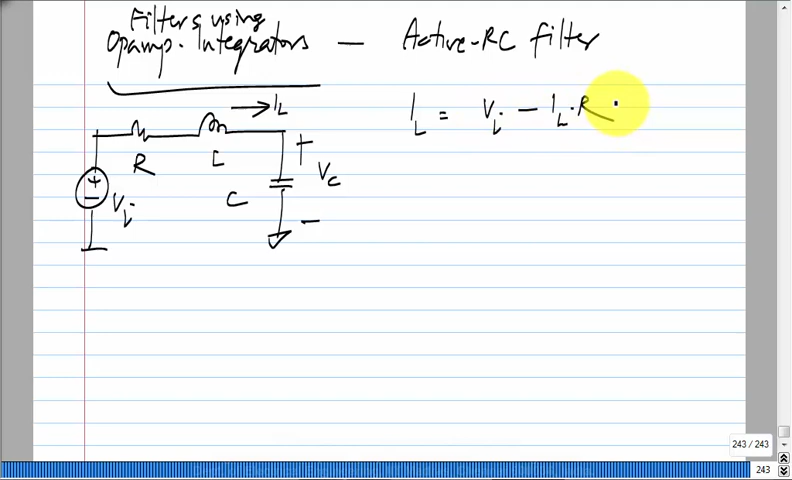 Filters using
Opamp. Integrators — Active-RC filter
I_L
I_L = V_i - I_L.R
R
L
+
V_c
C
+
-
V_i
-
243 / 243
243